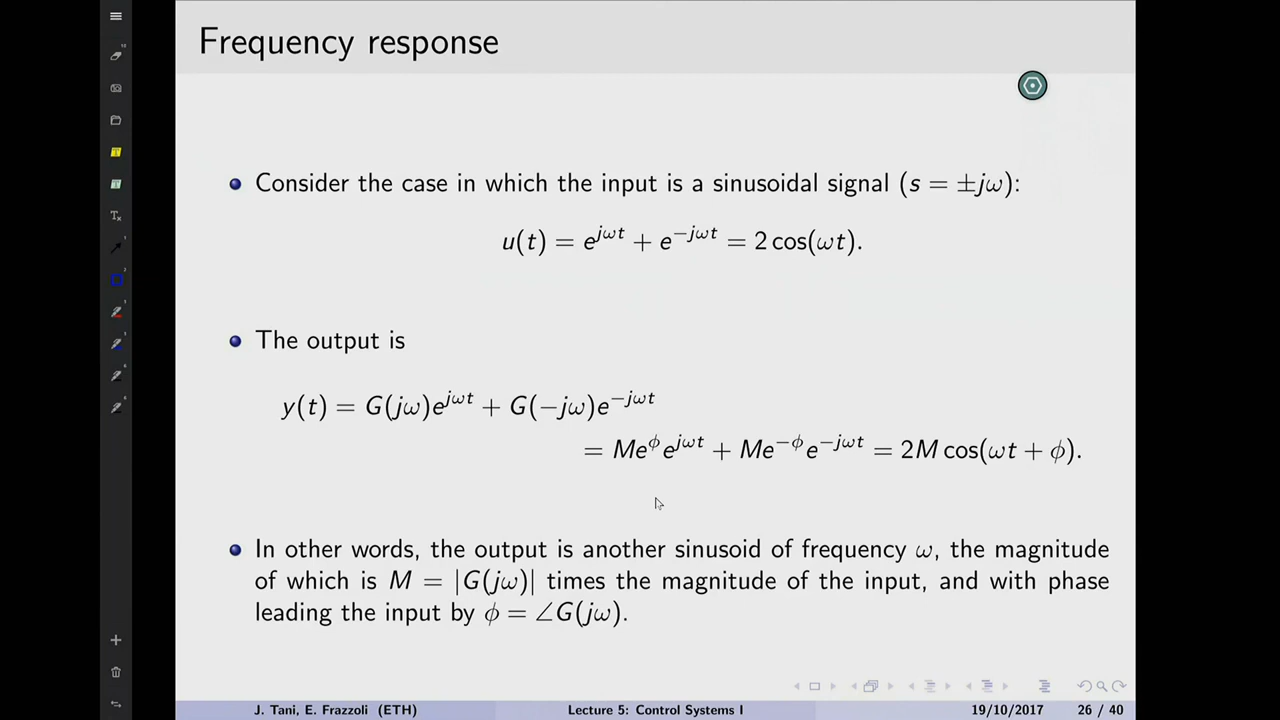 Frequency response
Consider the case in which the input is a sinusoidal signal (s = ±jω):
u(t) = e^{jωt} + e^{−jωt} = 2 cos(ωt).
The output is
y(t) = G(jω)e^{jωt} + G(−jω)e^{−jωt}
= Me^{ϕ}e^{jωt} + Me^{−ϕ}e^{−jωt} = 2M cos(ωt + ϕ).
In other words, the output is another sinusoid of frequency ω, the magnitude
of which is M = |G(jω)| times the magnitude of the input, and with phase
leading the input by ϕ = ∠G(jω).
J. Tani, E. Frazzoli (ETH) Lecture 5: Control Systems I 19/10/2017 26 / 40